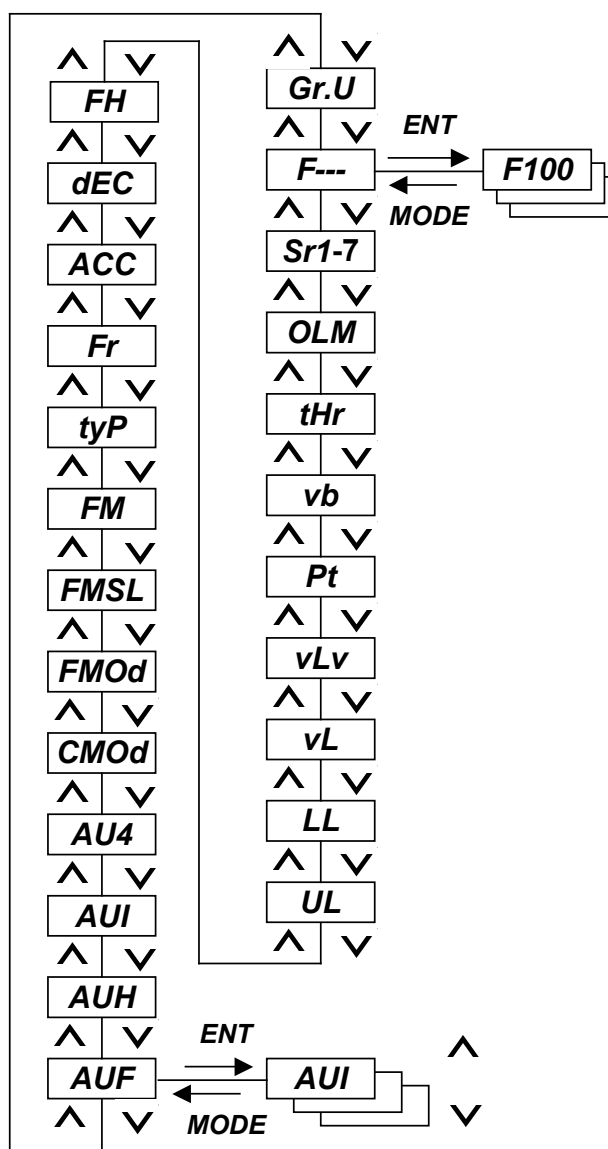 FH
dEC
ACC
Fr
tyP
FM
FMSL
FMOd
CMOd
AU4
AUI
AUH
AUF
ENT
MODE
AUI
Gr.U
F---
ENT
MODE
F100
Sr1-7
OLM
tHr
vb
Pt
vLv
vL
LL
UL